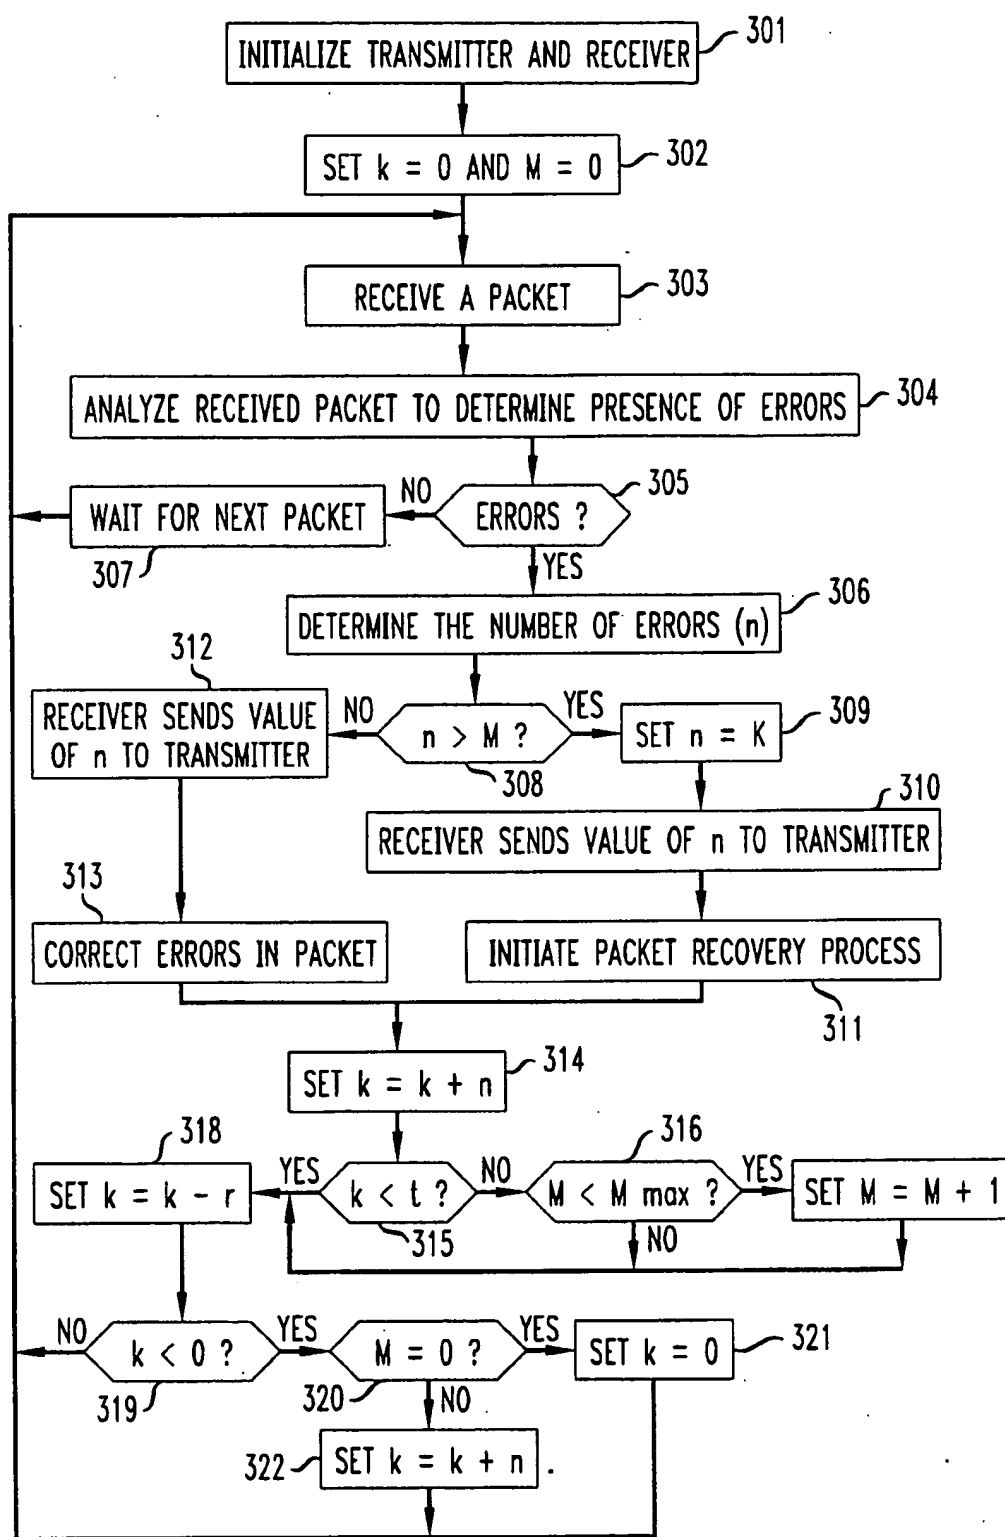 INITIALIZE TRANSMITTER AND RECEIVER
301
SET k = 0 AND M = 0
302
RECEIVE A PACKET
303
ANALYZE RECEIVED PACKET TO DETERMINE PRESENCE OF ERRORS
304
ERRORS ?
305
NO
WAIT FOR NEXT PACKET
307
YES
DETERMINE THE NUMBER OF ERRORS (n)
306
312
RECEIVER SENDS VALUE
OF n TO TRANSMITTER
NO
n > M ?
308
YES
SET n = K
309
310
RECEIVER SENDS VALUE OF n TO TRANSMITTER
313
CORRECT ERRORS IN PACKET
INITIATE PACKET RECOVERY PROCESS
311
SET k = k + n
314
318
SET k = k - r
YES
k < t ?
315
NO
316
M < M max ?
YES
SET M = M + 1
NO
NO
k < 0 ?
319
YES
M = 0 ?
320
YES
SET k = 0
321
NO
322
SET k = k + n